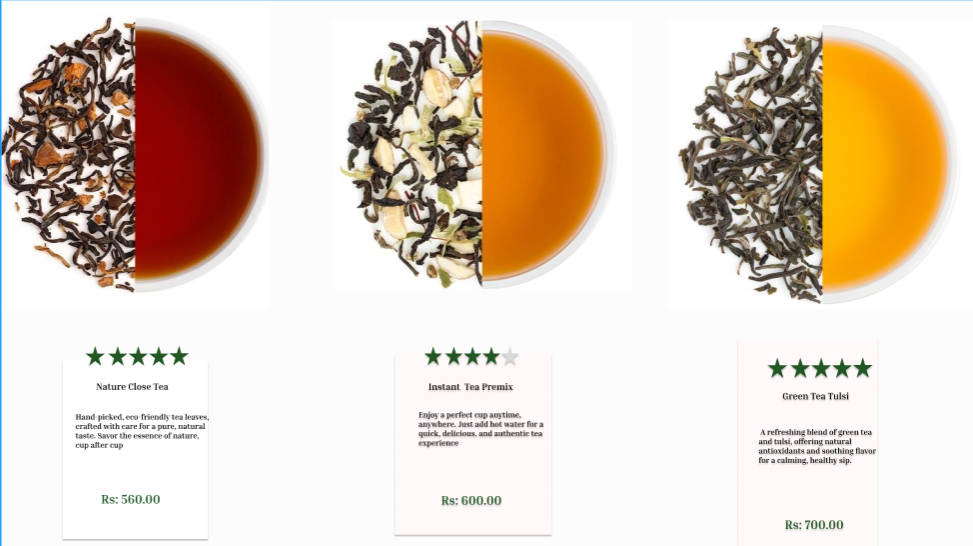 Nature Close Tea
Hand-picked, eco-friendly tea leaves,
crafted with care for a pure, natural
taste. Savor the essence of nature,
cup after cup
Rs: 560.00
Instant Tea Premix
Enjoy a perfect cup anytime,
anywhere. Just add hot water for a
quick, delicious, and authentic tea
experience
Rs: 600.00
Green Tea Tulsi
A refreshing blend of green tea
and tulsi, offering natural
antioxidants and soothing flavor
for a calming, healthy sip.
Rs: 700.00